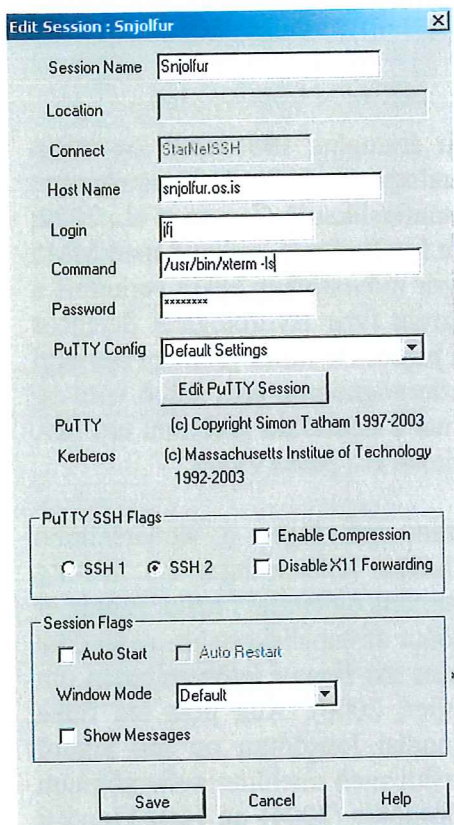 Edit Session : Snjolfur
Session Name Snjolfur
Location
Connect StarNetSSH
Host Name snjolfur.os.is
Login jfj
Command /usr/bin/xterm -ls
Password xxxxxxxx
PuTTY Config Default Settings
Edit PuTTY Session
PuTTY (c) Copyright Simon Tatham 1997-2003
Kerberos (c) Massachusetts Institue of Technology
1992-2003
PuTTY SSH Flags
Enable Compression
SSH 1 SSH 2 Disable X11 Forwarding
Session Flags
Auto Start Auto Restart
Window Mode Default
Show Messages
Save Cancel Help